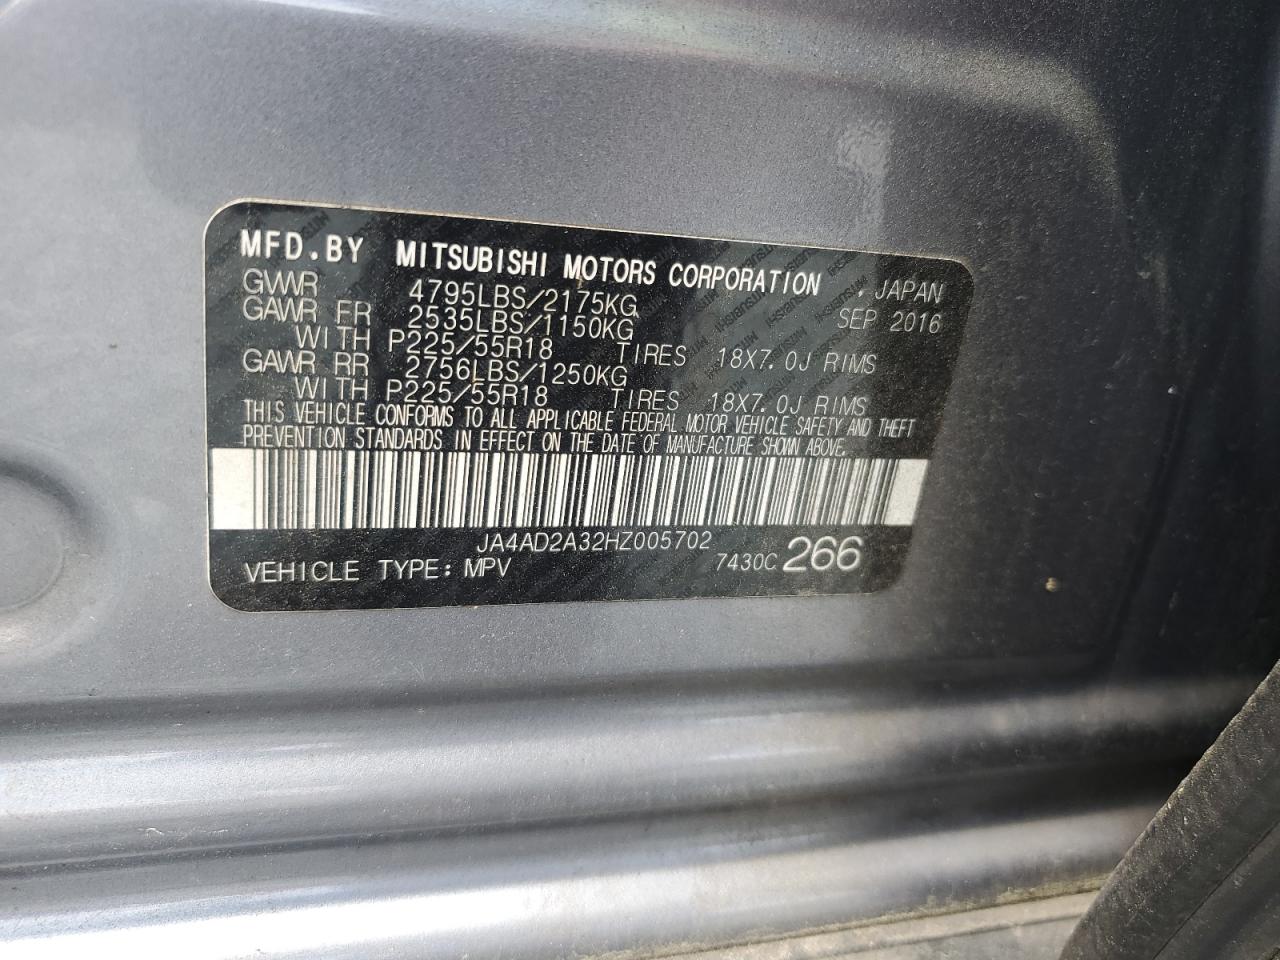 MFD.BY MITSUBISHI MOTORS CORPORATION, JAPAN
GVWR 4795LBS/2175KG SEP 2016
GAWR FR 2535LBS/1150KG
WITH P225/55R18 TIRES 18X7.0J RIMS
GAWR RR 2756LBS/1250KG
WITH P225/55R18 TIRES 18X7.0J RIMS
THIS VEHICLE CONFORMS TO ALL APPLICABLE FEDERAL MOTOR VEHICLE SAFETY AND THEFT
PREVENTION STANDARDS IN EFFECT ON THE DATE OF MANUFACTURE SHOWN ABOVE.
JA4AD2A32HZ005702
VEHICLE TYPE: MPV 7430C 266